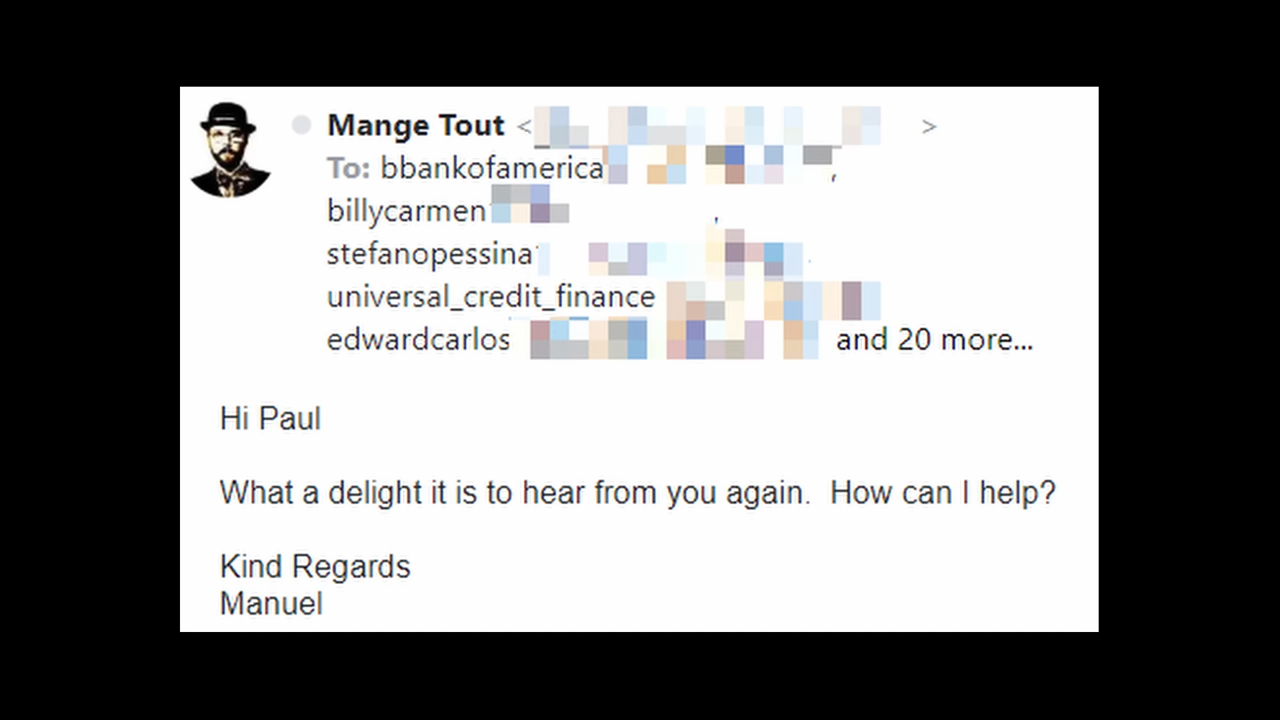 Mange Tout < >
To: bbankofamerica ,
billycarmen ,
stefanopessina
universal_credit_finance
edwardcarlos and 20 more...
Hi Paul
What a delight it is to hear from you again. How can I help?
Kind Regards
Manuel